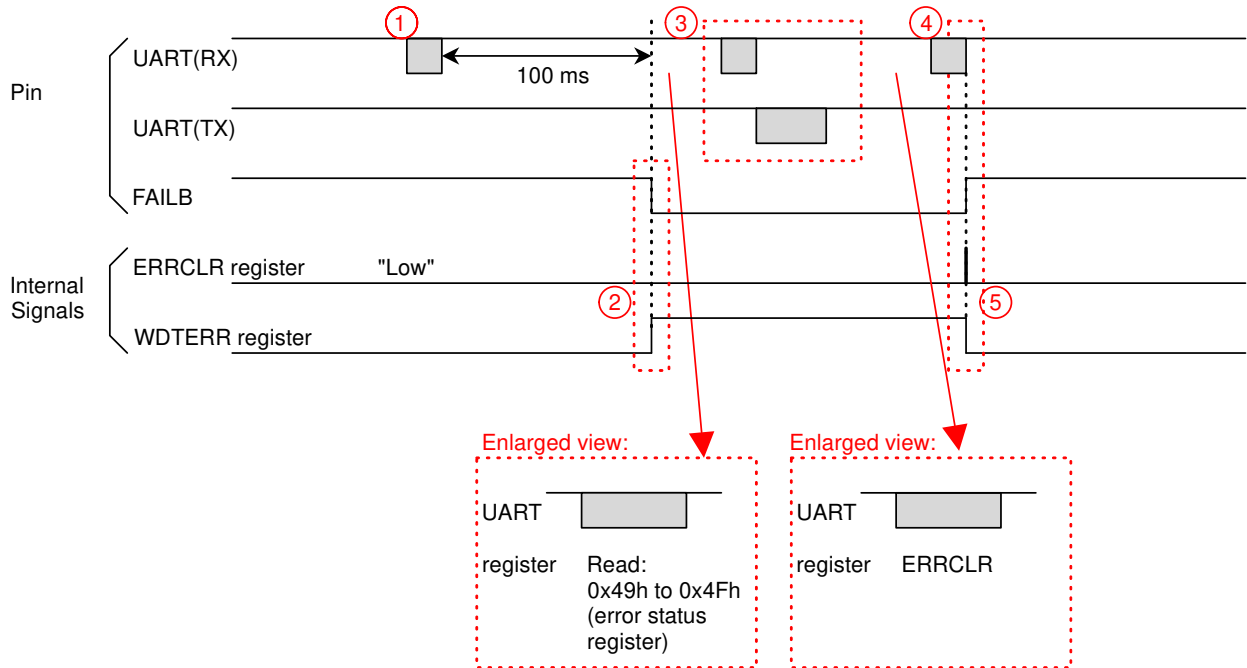 1
3
4
UART(RX)
100 ms
Pin
UART(TX)
FAILB
ERRCLR register
"Low"
Internal
Signals
2
5
WDTERR register
Enlarged view:
UART
register
Read:
0x49h to 0x4Fh
(error status
register)
Enlarged view:
UART
register
ERRCLR